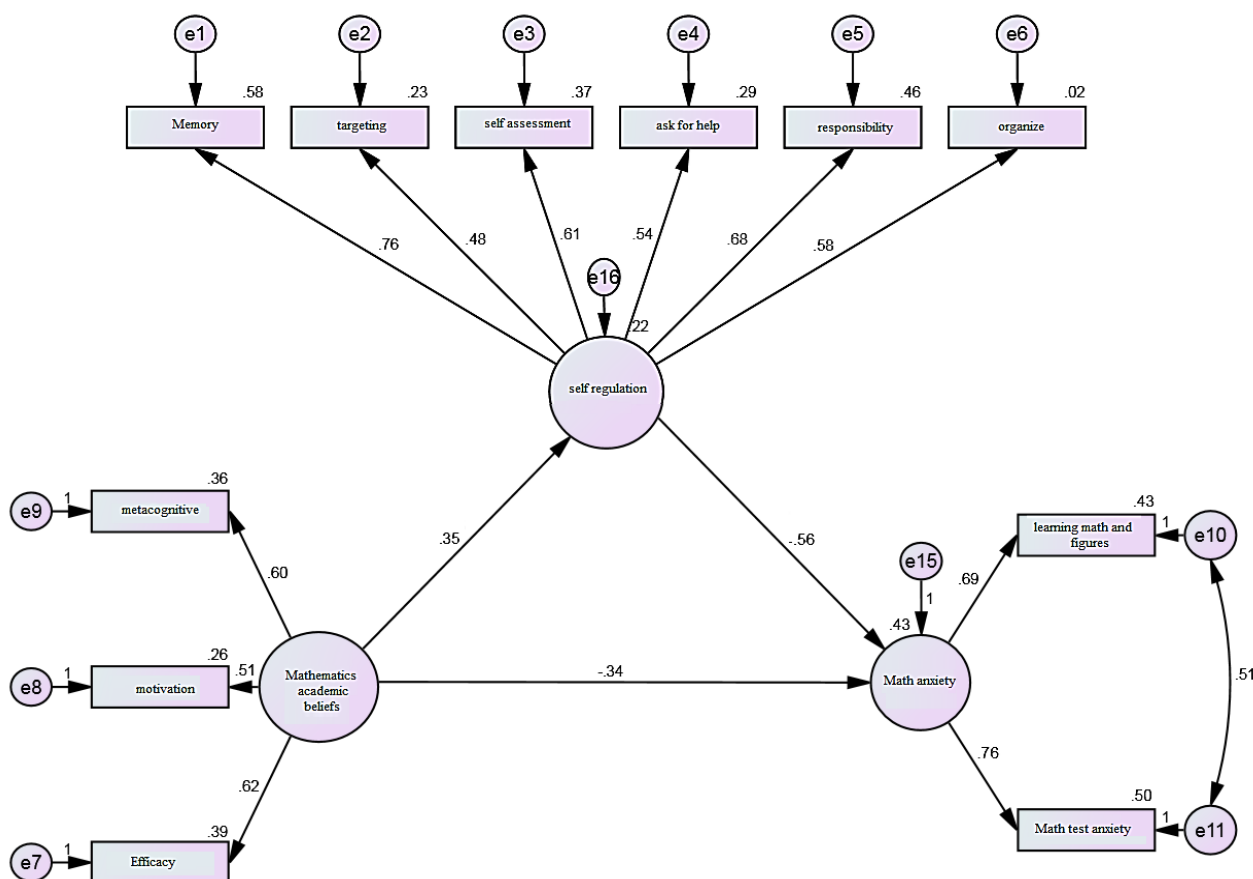 e1 e2 e3 e4 e5 e6
.58 .23 .37 .29 .46 .02
Memory targeting self assessment ask for help responsibility organize
.76 .48 .61 .54 .68 .58
e16
.22
self regulation
.36
e9 1 metacognitive
.60
.35
-.56
.43
learning math and
figures
1 e10
e15
1
.69
.43
.26
e8 1 motivation .51
Mathematics
academic
beliefs
-.34
Math anxiety
.51
.62
.76
.39
e7 1 Efficacy
.50
Math test anxiety 1 e11